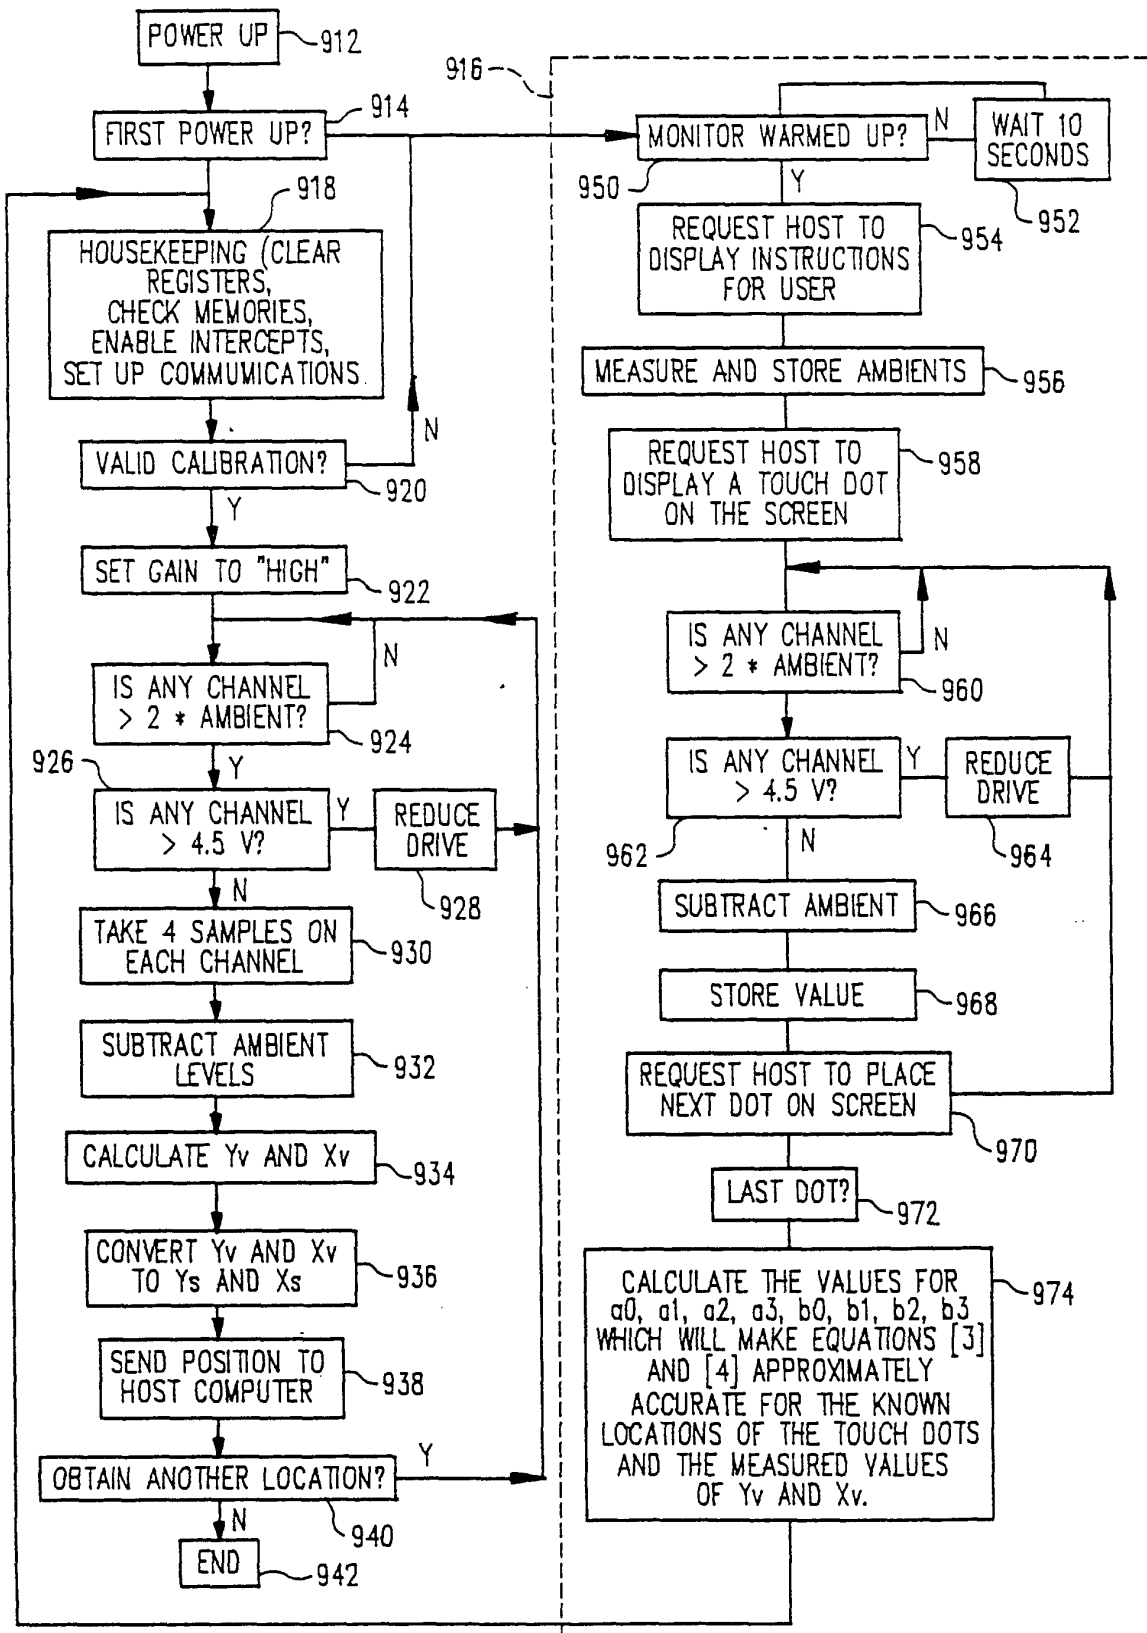 POWER UP
912
FIRST POWER UP?
914
918
HOUSEKEEPING (CLEAR
REGISTERS,
CHECK MEMORIES,
ENABLE INTERCEPTS,
SET UP COMMUMICATIONS
N
VALID CALIBRATION?
920
Y
SET GAIN TO "HIGH"
922
N
IS ANY CHANNEL
> 2 * AMBIENT?
924
926
Y
IS ANY CHANNEL
> 4.5 V?
Y
REDUCE
DRIVE
928
N
TAKE 4 SAMPLES ON
EACH CHANNEL
930
SUBTRACT AMBIENT
LEVELS
932
CALCULATE Yv AND Xv
934
CONVERT Yv AND Xv
TO Ys AND Xs
936
SEND POSITION TO
HOST COMPUTER
938
OBTAIN ANOTHER LOCATION?
Y
940
N
END
942
916
MONITOR WARMED UP?
950
N
WAIT 10
SECONDS
952
Y
REQUEST HOST TO
DISPLAY INSTRUCTIONS
FOR USER
954
MEASURE AND STORE AMBIENTS
956
REQUEST HOST TO
DISPLAY A TOUCH DOT
ON THE SCREEN
958
IS ANY CHANNEL
> 2 * AMBIENT?
N
960
IS ANY CHANNEL
> 4.5 V?
Y
REDUCE
DRIVE
962
964
N
SUBTRACT AMBIENT
966
STORE VALUE
968
REQUEST HOST TO PLACE
NEXT DOT ON SCREEN
970
LAST DOT?
972
CALCULATE THE VALUES FOR
a0, a1, a2, a3, b0, b1, b2, b3
WHICH WILL MAKE EQUATIONS [3]
AND [4] APPROXIMATELY
ACCURATE FOR THE KNOWN
LOCATIONS OF THE TOUCH DOTS
AND THE MEASURED VALUES
OF Yv AND Xv.
974